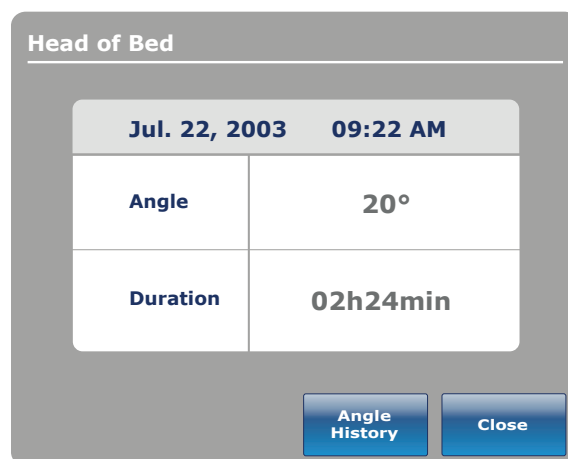 Head of Bed
Jul. 22, 2003 09:22 AM
Angle 20°
Duration 02h24min
Angle
History
Close